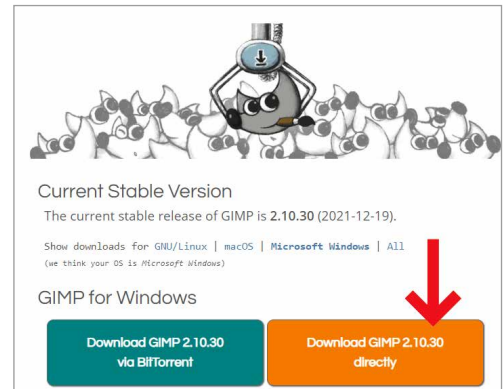 Current Stable Version
The current stable release of GIMP is 2.10.30 (2021-12-19).
Show downloads for GNU/Linux | macOS | Microsoft Windows | All
(we think your OS is Microsoft Windows)
GIMP for Windows
Download GIMP 2.10.30
via BitTorrent
Download GIMP 2.10.30
directly